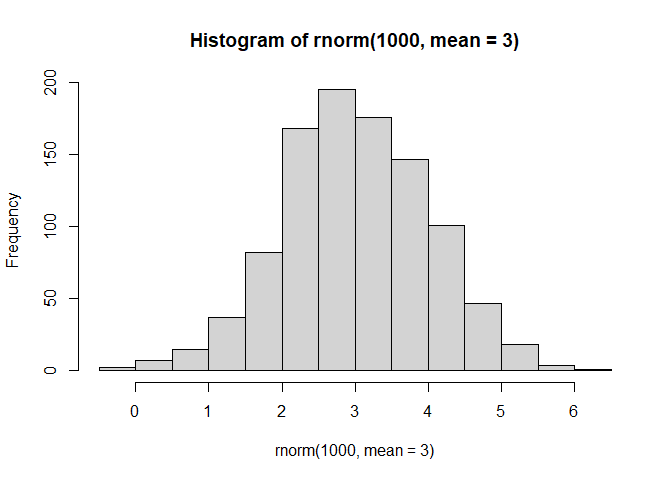 Histogram of rnorm(1000, mean = 3)
Frequency
200
150
100
50
0
0 1 2 3 4 5 6
rnorm(1000, mean = 3)